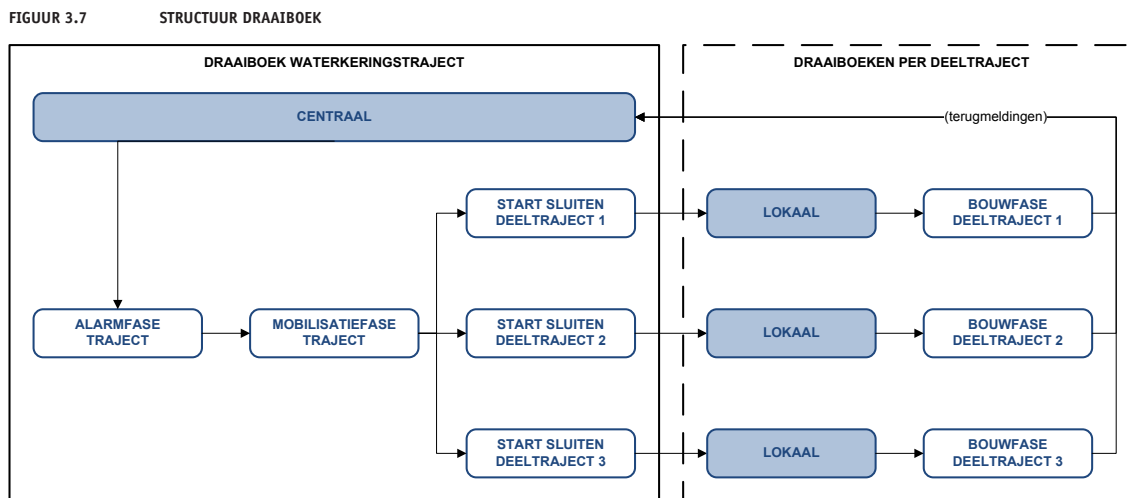 FIGUUR 3.7 STRUCTUUR DRAAIBOEK
DRAAIBOEK WATERKERINGSTRAJECT
DRAAIBOEKEN PER DEELTRAJECT
CENTRAAL
(terugmeldingen)
START SLUITEN
DEELTRAJECT 1
LOKAAL
BOUWFASE
DEELTRAJECT 1
ALARMFASE
TRAJECT
MOBILISATIEFASE
TRAJECT
START SLUITEN
DEELTRAJECT 2
LOKAAL
BOUWFASE
DEELTRAJECT 2
START SLUITEN
DEELTRAJECT 3
LOKAAL
BOUWFASE
DEELTRAJECT 3